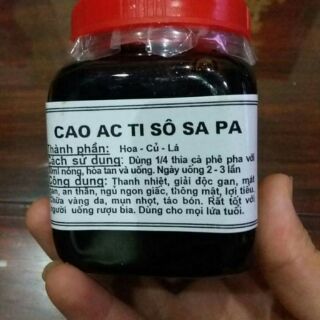 CAO AC TI SÔ SA PA
Thành phần: Hoa - Củ - Lá
Cách sử dụng: Dùng 1/4 thìa cà phê pha với
0ml nóng, hòa tan và uống. Ngày uống 2 - 3 lần
Công dụng: Thanh nhiệt, giải độc gan, mát
gan, an thần, ngủ ngon giấc, thông mật, lợi tiểu.
Chữa vàng da, mụn nhọt, táo bón. Rất tốt với
người uống rượu bia. Dùng cho mọi lứa tuổi.